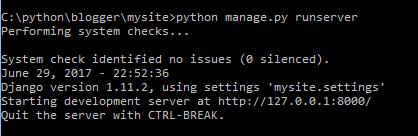 C:\python\blogger\mysite>python manage.py runserver
Performing system checks...
System check identified no issues (0 silenced).
June 29, 2017 - 22:52:36
Django version 1.11.2, using settings 'mysite.settings'
Starting development server at http://127.0.0.1:8000/
Quit the server with CTRL-BREAK.